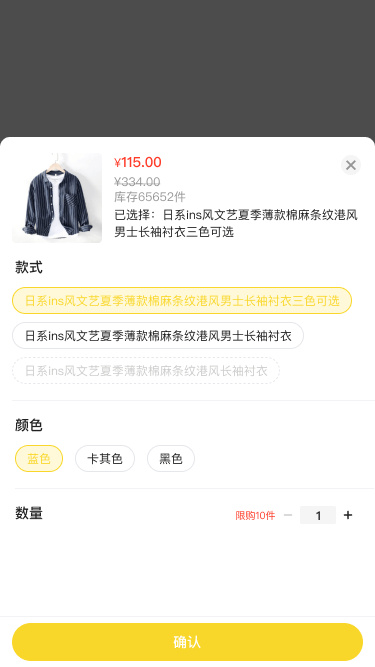 ¥115.00
¥334.00
库存65652件
已选择：日系ins风文艺夏季薄款棉麻条纹港风
男士长袖衬衣三色可选
款式
日系ins风文艺夏季薄款棉麻条纹港风男士长袖衬衣三色可选
日系ins风文艺夏季薄款棉麻条纹港风男士长袖衬衣
日系ins风文艺夏季薄款棉麻条纹港风长袖衬衣
颜色
蓝色 卡其色 黑色
数量 限购10件 − 1 +
确认